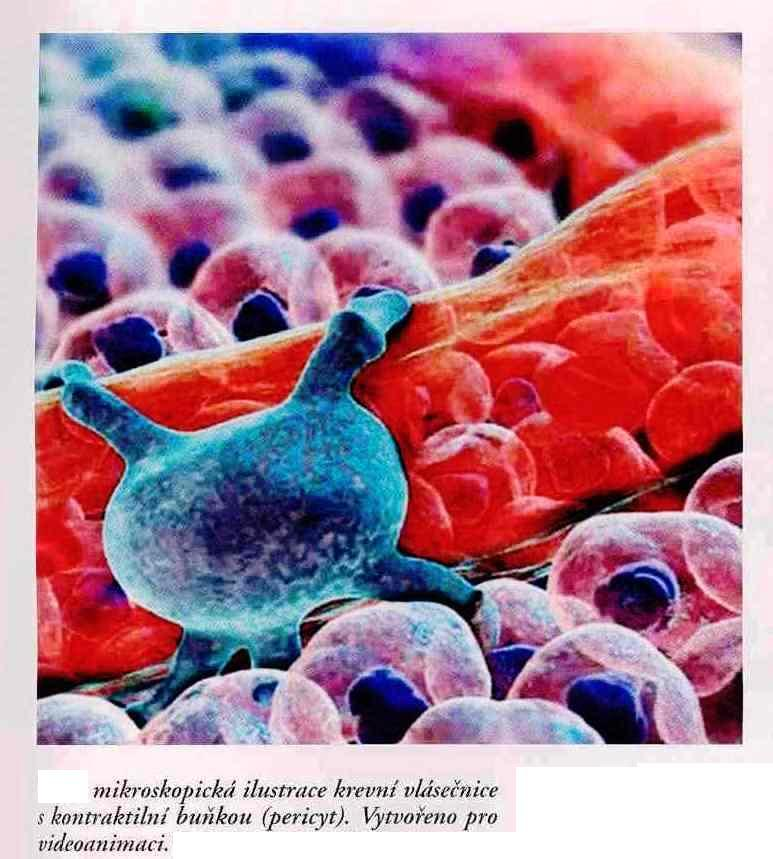 mikroskopická ilustrace krevní vlásečnice
s kontraktilní buňkou (pericyt). Vytvořeno pro
videoanimaci.